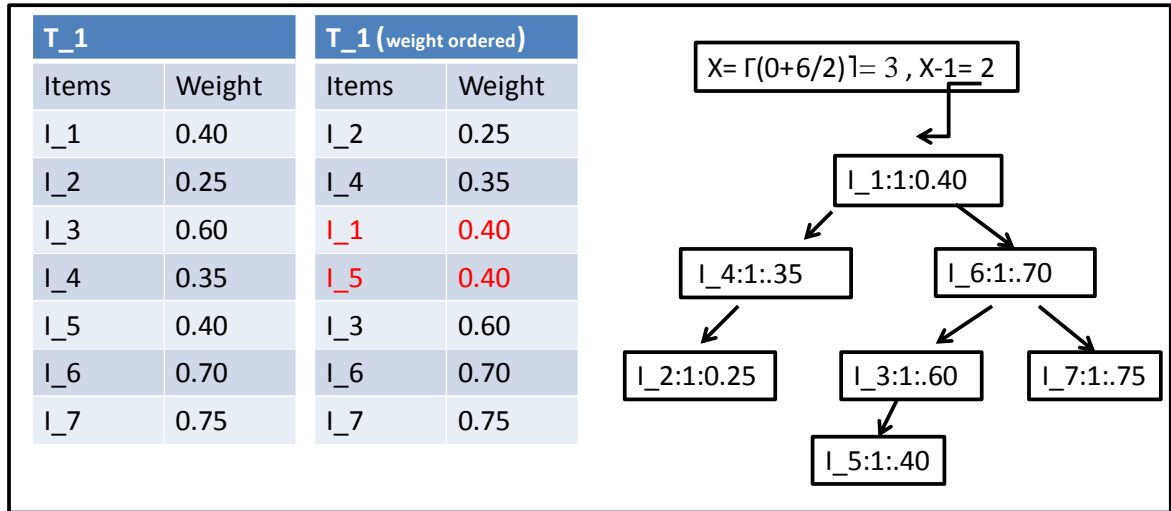 T_1
Items Weight
I_1 0.40
I_2 0.25
I_3 0.60
I_4 0.35
I_5 0.40
I_6 0.70
I_7 0.75
T_1 (weight ordered)
Items Weight
I_2 0.25
I_4 0.35
I_1 0.40
I_5 0.40
I_3 0.60
I_6 0.70
I_7 0.75
X= Γ(0+6/2)˥= 3 , X-1= 2
I_1:1:0.40
I_4:1:.35
I_6:1:.70
I_2:1:0.25
I_3:1:.60
I_7:1:.75
I_5:1:.40